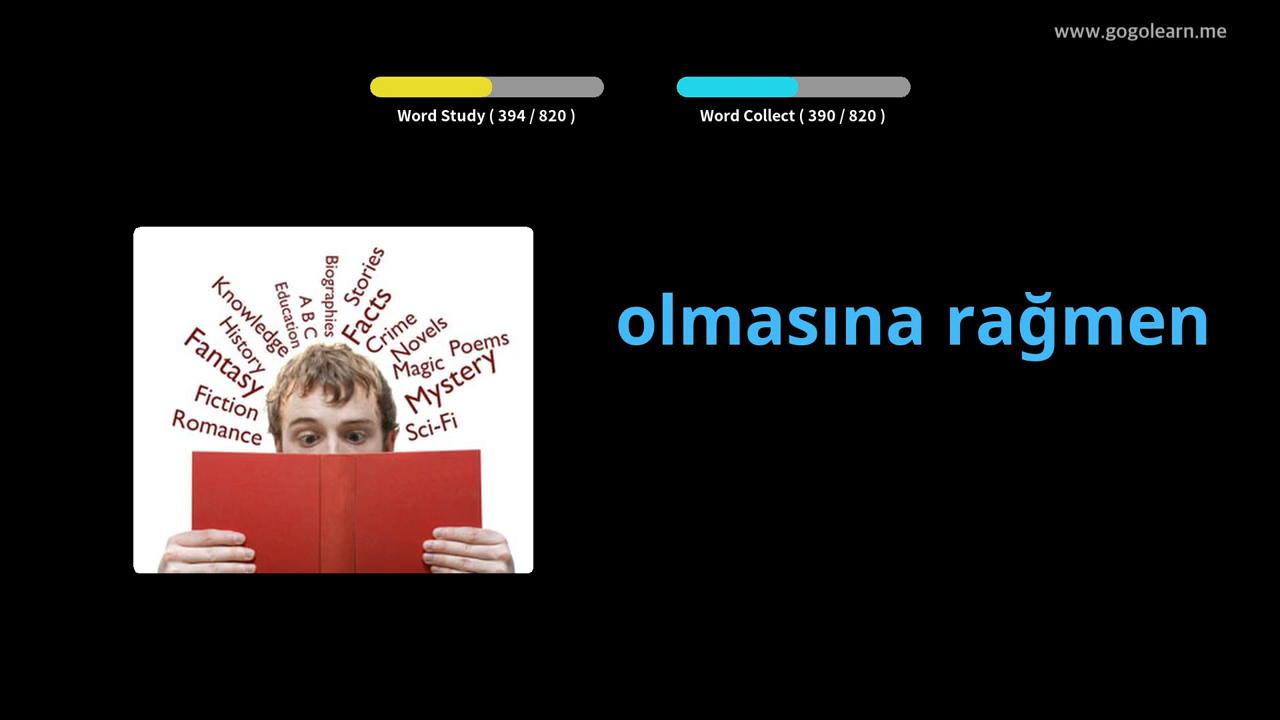 www.gogolearn.me
Word Study ( 394 / 820 )
Word Collect ( 390 / 820 )
olmasına rağmen
Knowledge
Education
A B C
Biographies
Stories
Facts
Crime
Novels
Poems
Magic
Mystery
Sci-Fi
History
Fantasy
Fiction
Romance